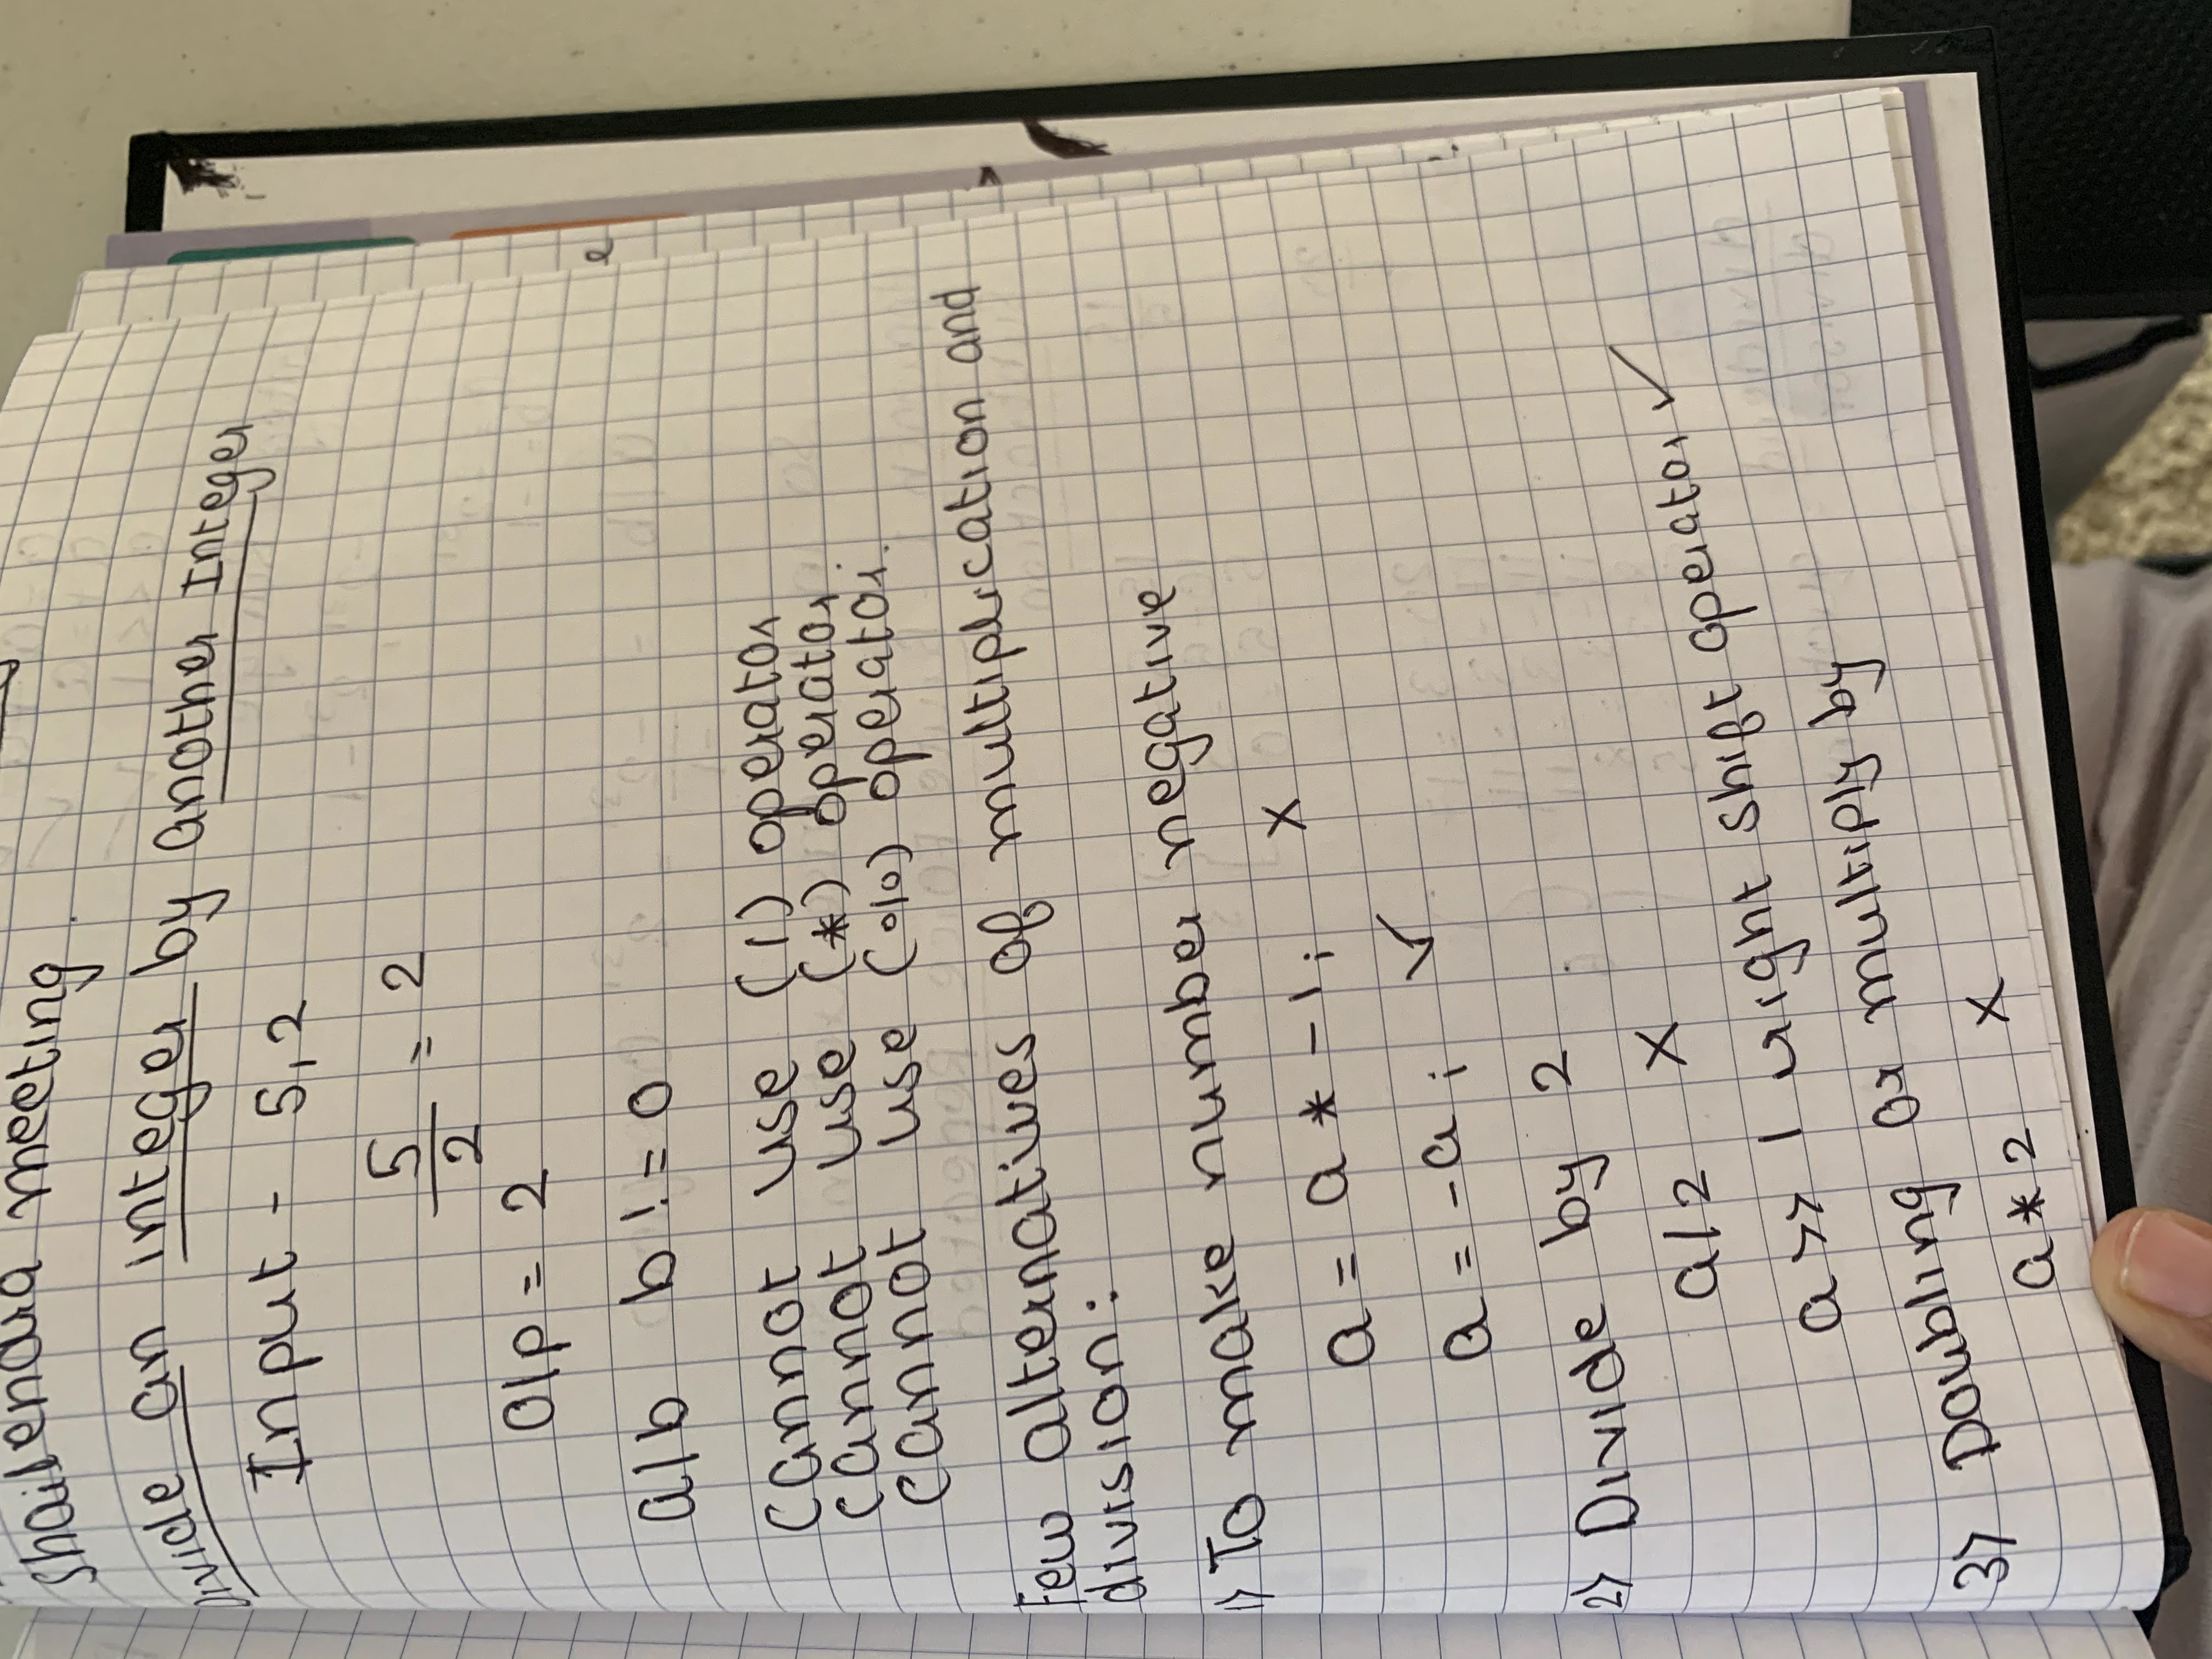 Shailendra meeting.
Divide an integer by another Integer
Input - 5,2
5/2 = 2
O/p = 2
a/b b != 0
cannot use (/) operator
cannot use (*) operator.
cannot use (%) operator.
Few alternatives of multiplication and
division:
1) To make number negative
a = a * -1; X
a = -a; ✓
2) Divide by 2
a/2 X
a >> 1 right shift operator ✓
3) Doubling or multiply by
a * 2 X
e